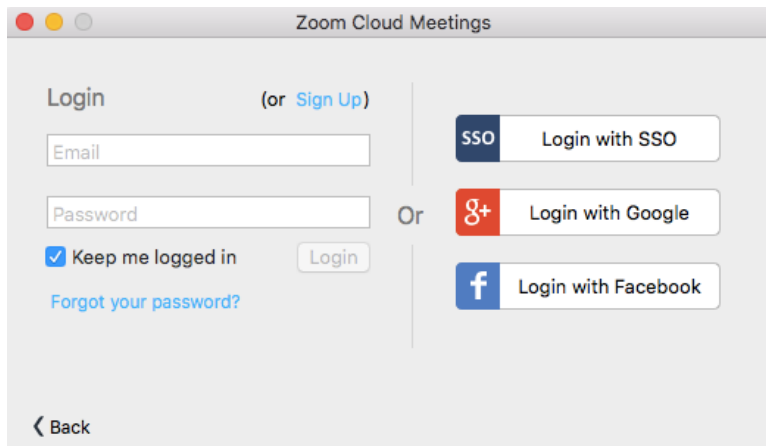 Zoom Cloud Meetings
Login (or Sign Up)
Email
Password
Keep me logged in Login
Forgot your password?
Or
SSO Login with SSO
g+ Login with Google
f Login with Facebook
Back